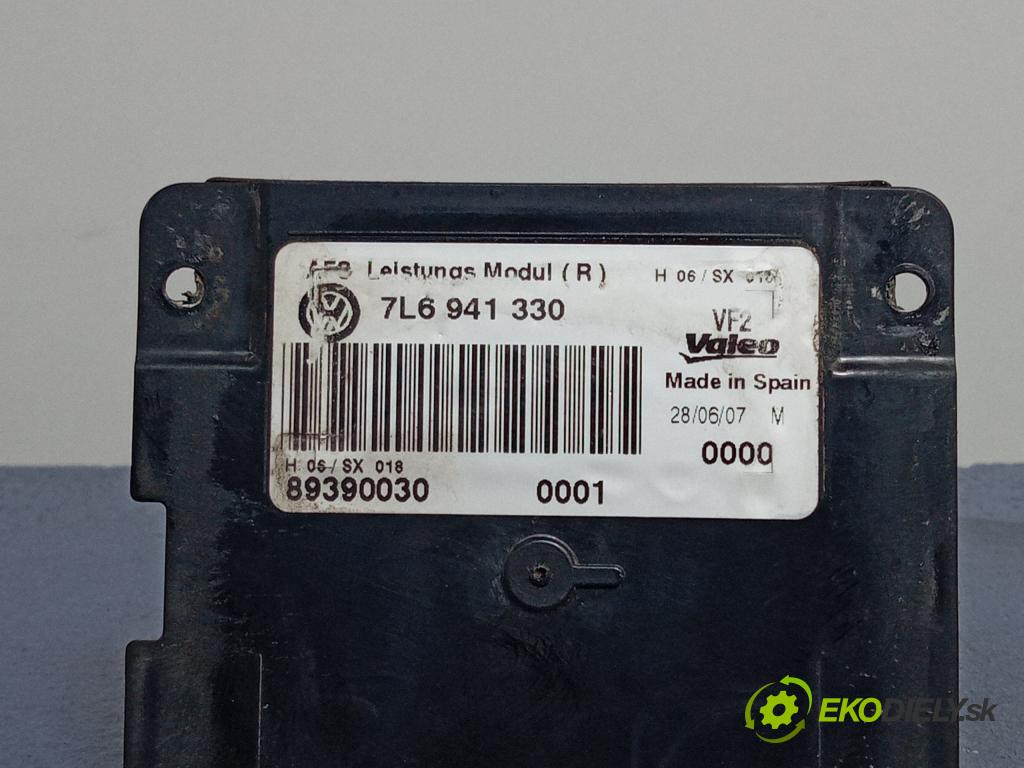 AFS Leistungs Modul ( R )
H 06 / SX 018
7L6 941 330
VF2
Valeo
Made in Spain
28/06/07 M
0000
H 06 / SX 018
89390030 0001
EKODIELY.sk